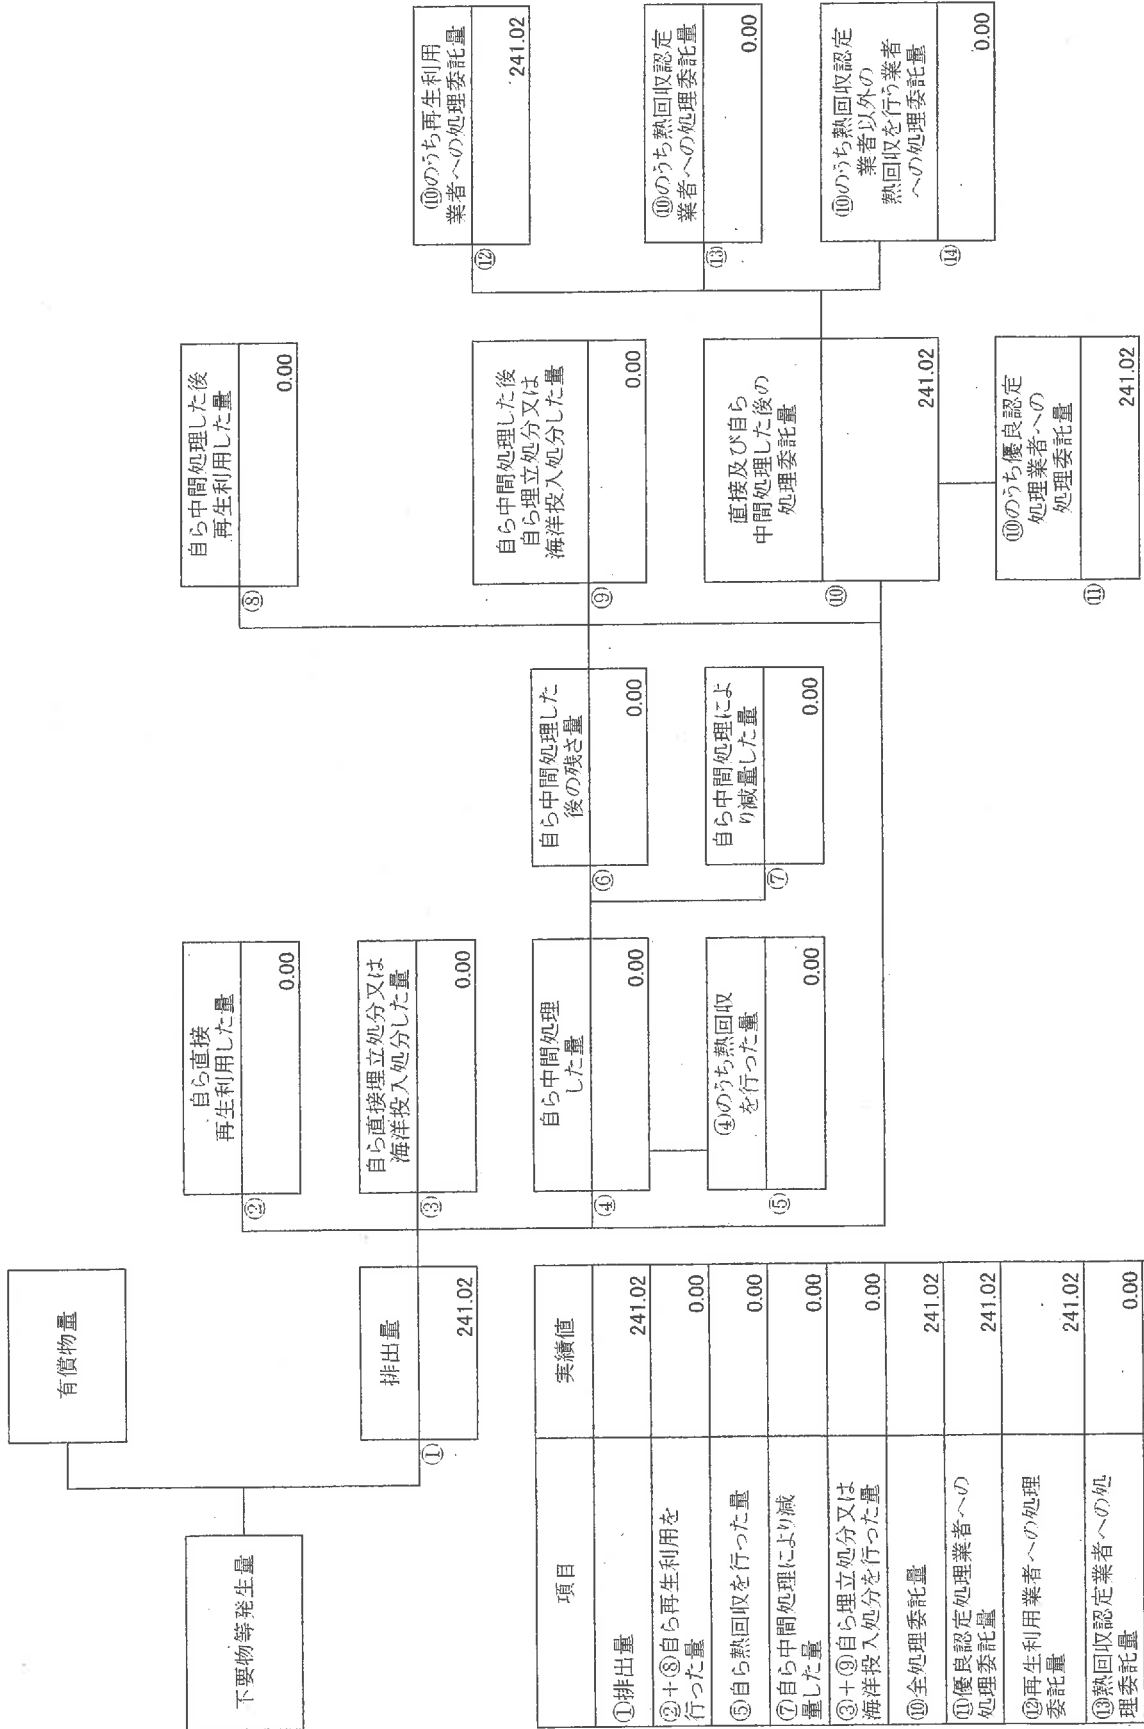 不要物等発生量
有償物量
①
排出量
241.02
②
自ら直接
再生利用した量
0.00
③
自ら直接埋立処分又は
海洋投入処分した量
0.00
④
自ら中間処理
した量
0.00
⑤
④のうち熱回収
を行った量
0.00
⑥
自ら中間処理した
後の残さ量
0.00
⑦
自ら中間処理によ
り減量した量
0.00
⑧
自ら中間処理した後
再生利用した量
0.00
⑨
自ら中間処理した後
自ら埋立処分又は
海洋投入処分した量
0.00
⑩
直接及び自ら
中間処理した後の
処理委託量
241.02
⑪
⑩のうち優良認定
処理業者への
処理委託量
241.02
⑫
⑩のうち再生利用
業者への処理委託量
241.02
⑬
⑩のうち熱回収認定
業者への処理委託量
0.00
⑭
⑩のうち熱回収認定
業者以外の
熱回収を行う業者
への処理委託量
0.00
項目 実績値
①排出量 241.02
②+⑧自ら再生利用を
行った量 0.00
⑤自ら熱回収を行った量 0.00
⑦自ら中間処理により減
量した量 0.00
③+⑨自ら埋立処分又は
海洋投入処分を行った量 0.00
⑩全処理委託量 241.02
⑪優良認定処理業者への
処理委託量 241.02
⑫再生利用業者への処理
委託量 241.02
⑬熱回収認定業者への処
理委託量 0.00